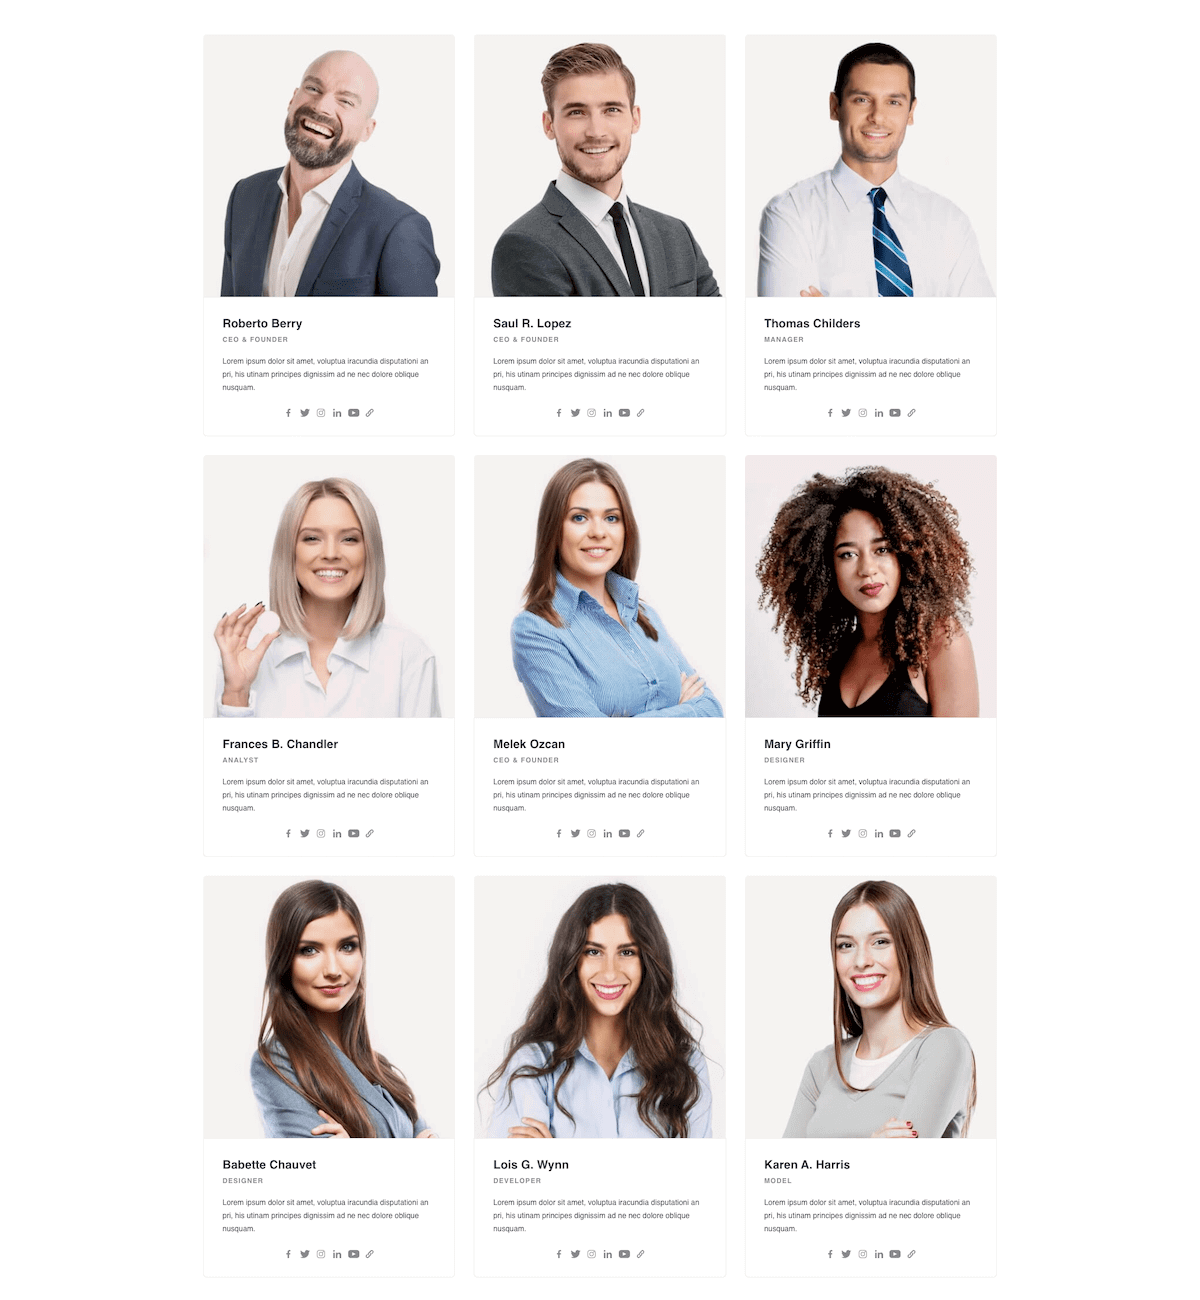 Roberto Berry
CEO & FOUNDER
Lorem ipsum dolor sit amet, voluptua iracundia disputationi an
pri, his utinam principes dignissim ad ne nec dolore oblique
nusquam.
Saul R. Lopez
CEO & FOUNDER
Lorem ipsum dolor sit amet, voluptua iracundia disputationi an
pri, his utinam principes dignissim ad ne nec dolore oblique
nusquam.
Thomas Childers
MANAGER
Lorem ipsum dolor sit amet, voluptua iracundia disputationi an
pri, his utinam principes dignissim ad ne nec dolore oblique
nusquam.
Frances B. Chandler
ANALYST
Lorem ipsum dolor sit amet, voluptua iracundia disputationi an
pri, his utinam principes dignissim ad ne nec dolore oblique
nusquam.
Melek Ozcan
CEO & FOUNDER
Lorem ipsum dolor sit amet, voluptua iracundia disputationi an
pri, his utinam principes dignissim ad ne nec dolore oblique
nusquam.
Mary Griffin
DESIGNER
Lorem ipsum dolor sit amet, voluptua iracundia disputationi an
pri, his utinam principes dignissim ad ne nec dolore oblique
nusquam.
Babette Chauvet
DESIGNER
Lorem ipsum dolor sit amet, voluptua iracundia disputationi an
pri, his utinam principes dignissim ad ne nec dolore oblique
nusquam.
Lois G. Wynn
DEVELOPER
Lorem ipsum dolor sit amet, voluptua iracundia disputationi an
pri, his utinam principes dignissim ad ne nec dolore oblique
nusquam.
Karen A. Harris
MODEL
Lorem ipsum dolor sit amet, voluptua iracundia disputationi an
pri, his utinam principes dignissim ad ne nec dolore oblique
nusquam.